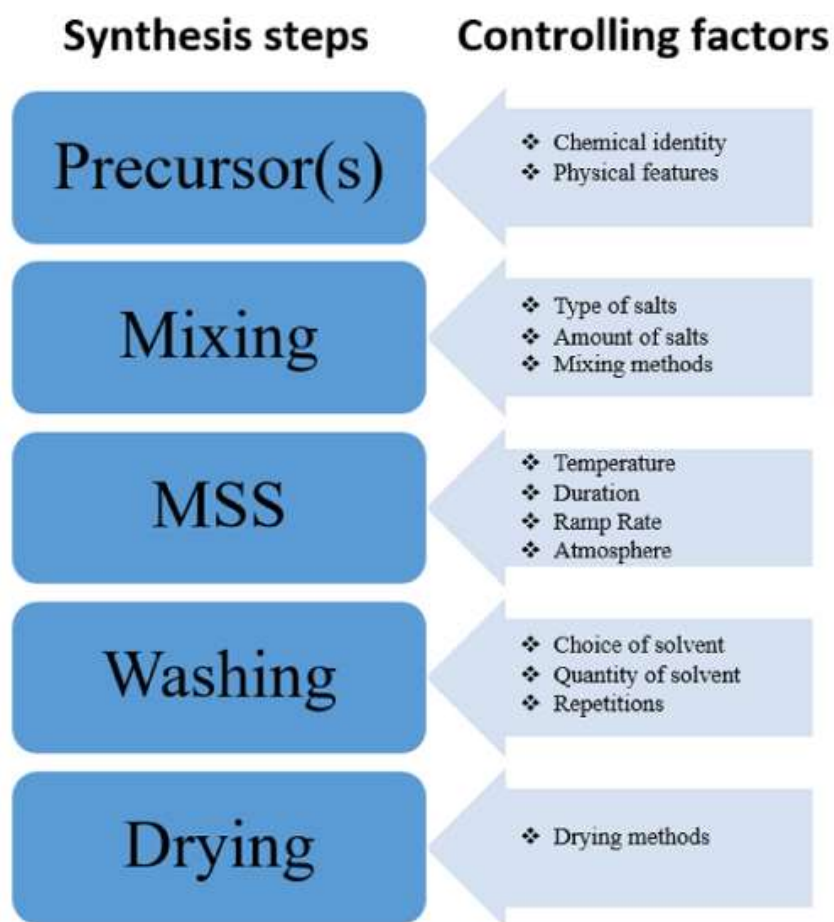 Synthesis steps
Controlling factors
Precursor(s)
❖ Chemical identity
❖ Physical features
Mixing
❖ Type of salts
❖ Amount of salts
❖ Mixing methods
MSS
❖ Temperature
❖ Duration
❖ Ramp Rate
❖ Atmosphere
Washing
❖ Choice of solvent
❖ Quantity of solvent
❖ Repetitions
Drying
❖ Drying methods